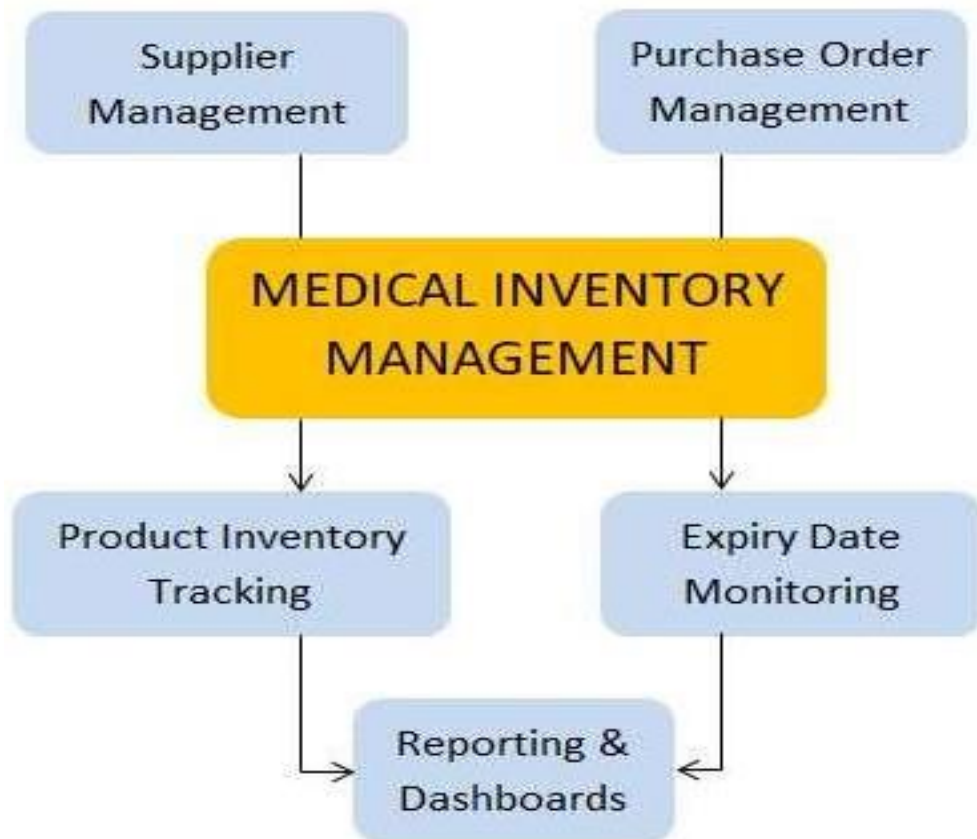 Supplier
Management
Purchase Order
Management
MEDICAL INVENTORY
MANAGEMENT
Product Inventory
Tracking
Expiry Date
Monitoring
Reporting &
Dashboards